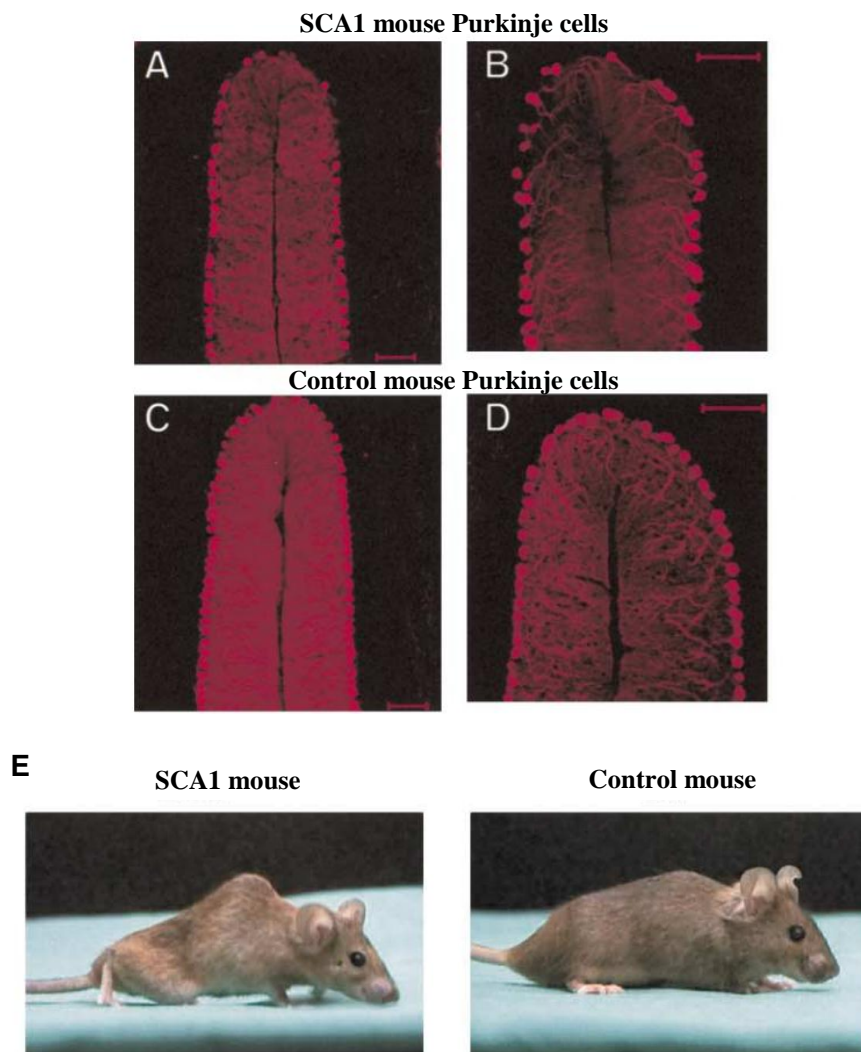 SCA1 mouse Purkinje cells
A
B
Control mouse Purkinje cells
C
D
E
SCA1 mouse
Control mouse